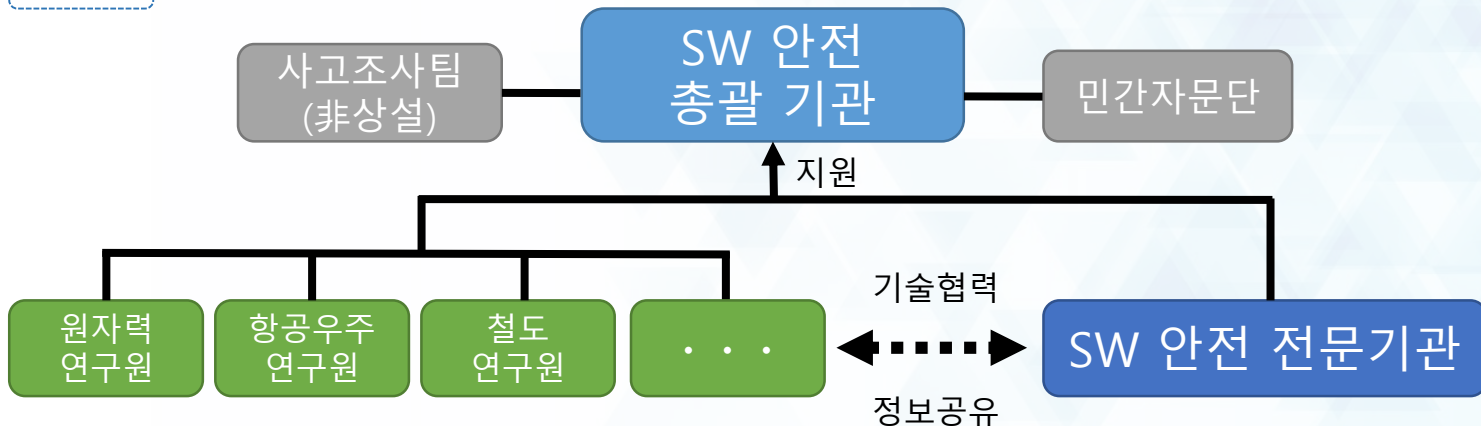 SW 안전
총괄 기관
사고조사팀
(非상설)
민간자문단
지원
원자력
연구원
항공우주
연구원
철도
연구원
. . .
기술협력
정보공유
SW 안전 전문기관